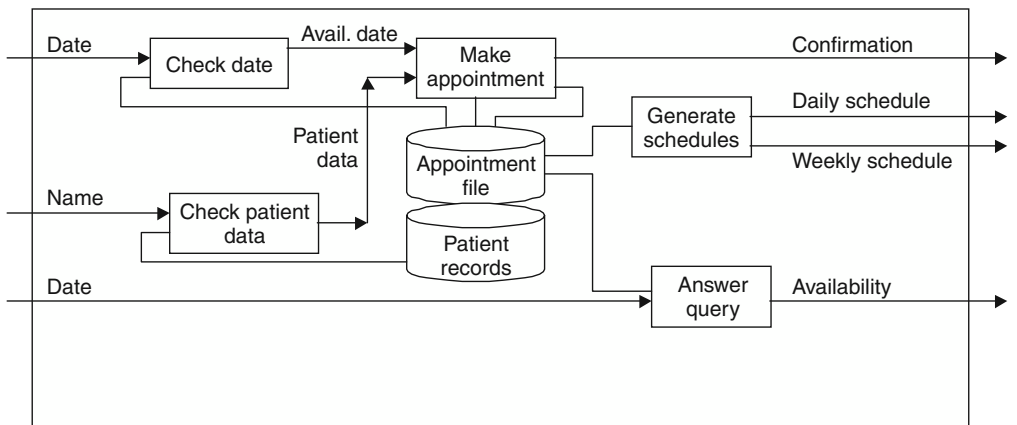 Date
Avail. date
Check date
Make
appointment
Confirmation
Daily schedule
Generate
schedules
Weekly schedule
Patient
data
Appointment
file
Name
Check patient
data
Patient
records
Date
Answer
query
Availability